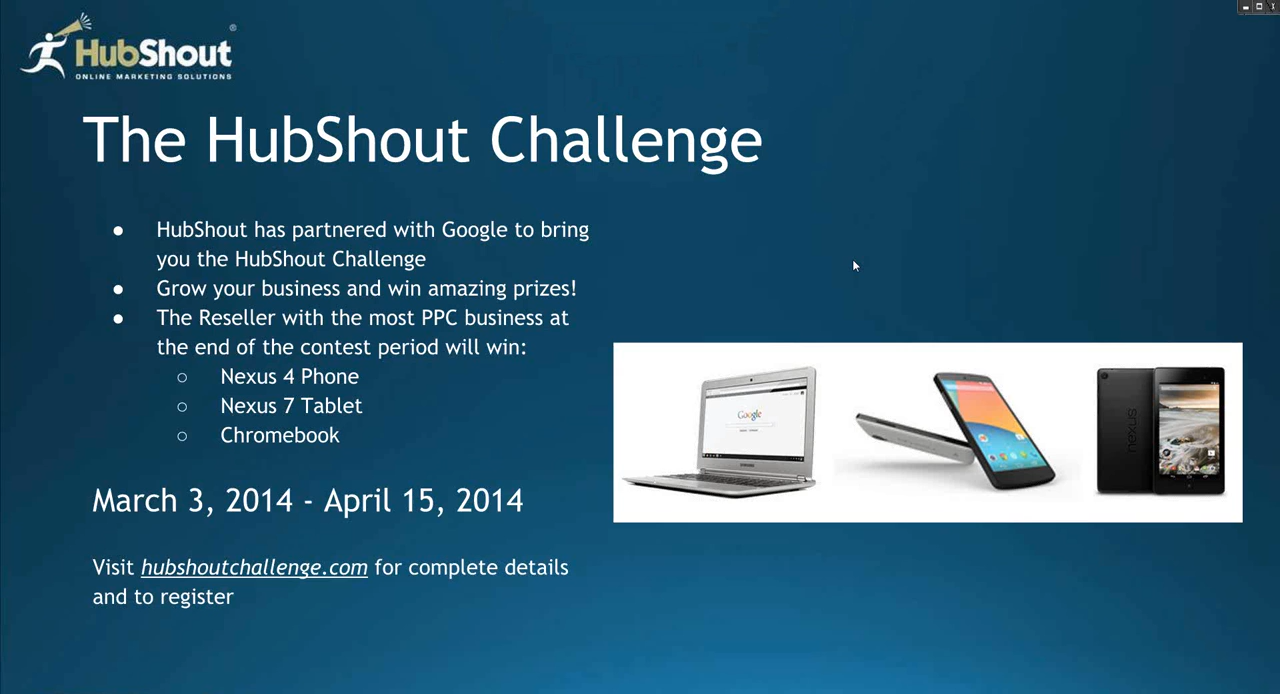 HubShout®
ONLINE MARKETING SOLUTIONS
The HubShout Challenge
● HubShout has partnered with Google to bring
you the HubShout Challenge
● Grow your business and win amazing prizes!
● The Reseller with the most PPC business at
the end of the contest period will win:
○ Nexus 4 Phone
○ Nexus 7 Tablet
○ Chromebook
Google
SAMSUNG
nexus
March 3, 2014 - April 15, 2014
Visit hubshoutchallenge.com for complete details
and to register